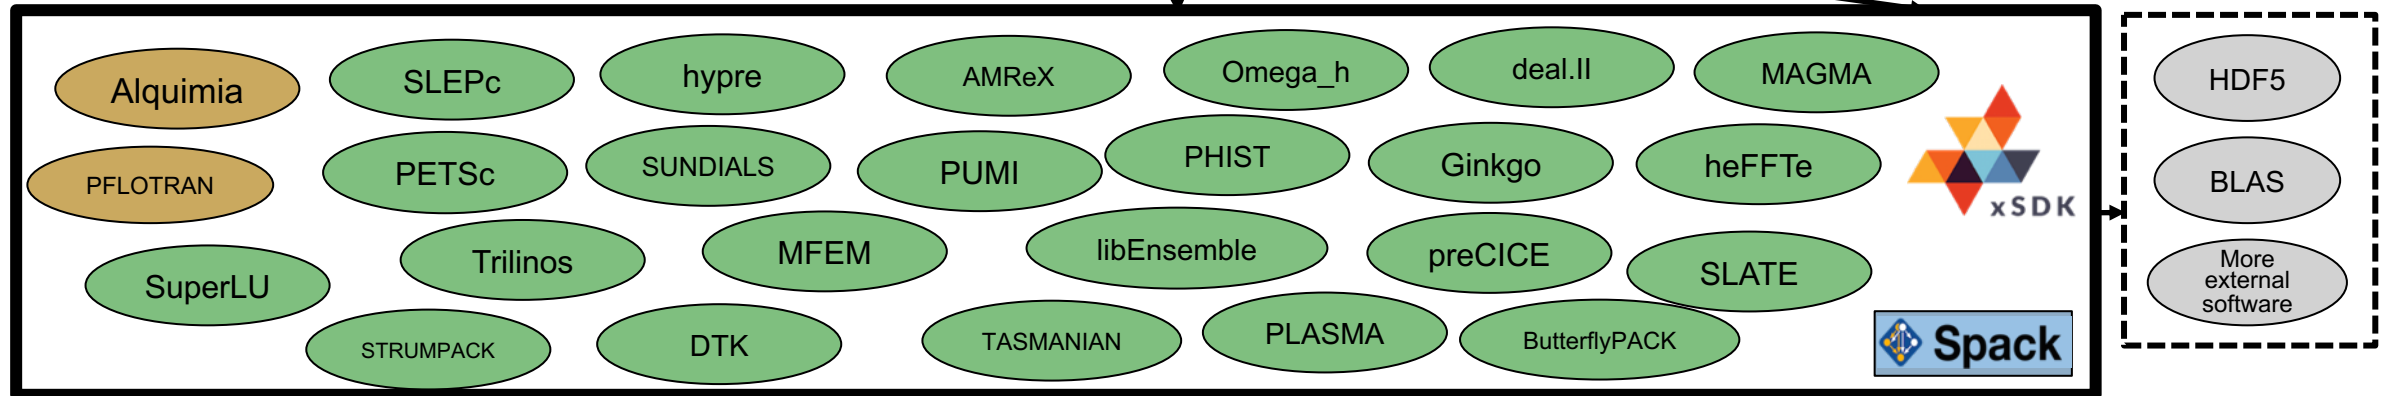 Alquimia
SLEPc
hypre
AMReX
Omega_h
deal.II
MAGMA
PFLOTRAN
PETSc
SUNDIALS
PUMI
PHIST
Ginkgo
heFFTe
xSDK
SuperLU
Trilinos
MFEM
libEnsemble
preCICE
SLATE
STRUMPACK
DTK
TASMANIAN
PLASMA
ButterflyPACK
Spack
HDF5
BLAS
More
external
software